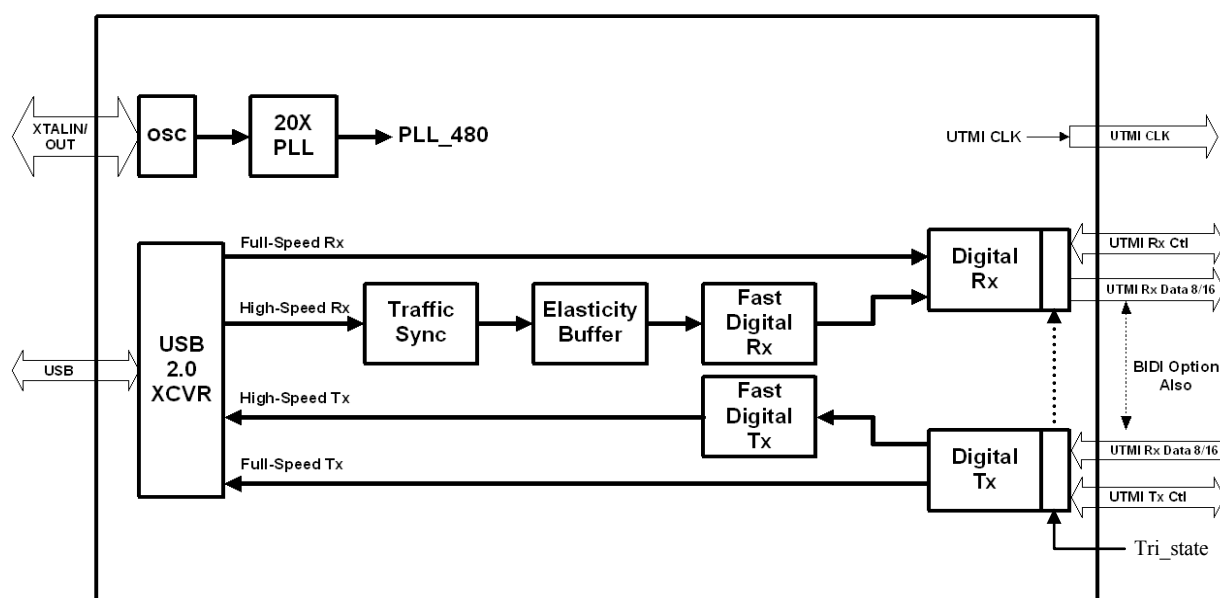 XTALIN/
OUT
OSC
20X
PLL
PLL_480
UTMI CLK
UTMI CLK
Full-Speed Rx
High-Speed Rx
Traffic
Sync
Elasticity
Buffer
Fast
Digital
Rx
Digital
Rx
UTMI Rx Ctl
UTMI Rx Data 8/16
USB
USB
2.0
XCVR
BIDI Option
Also
High-Speed Tx
Fast
Digital
Tx
Full-Speed Tx
Digital
Tx
UTMI Rx Data 8/16
UTMI Tx Ctl
Tri_state